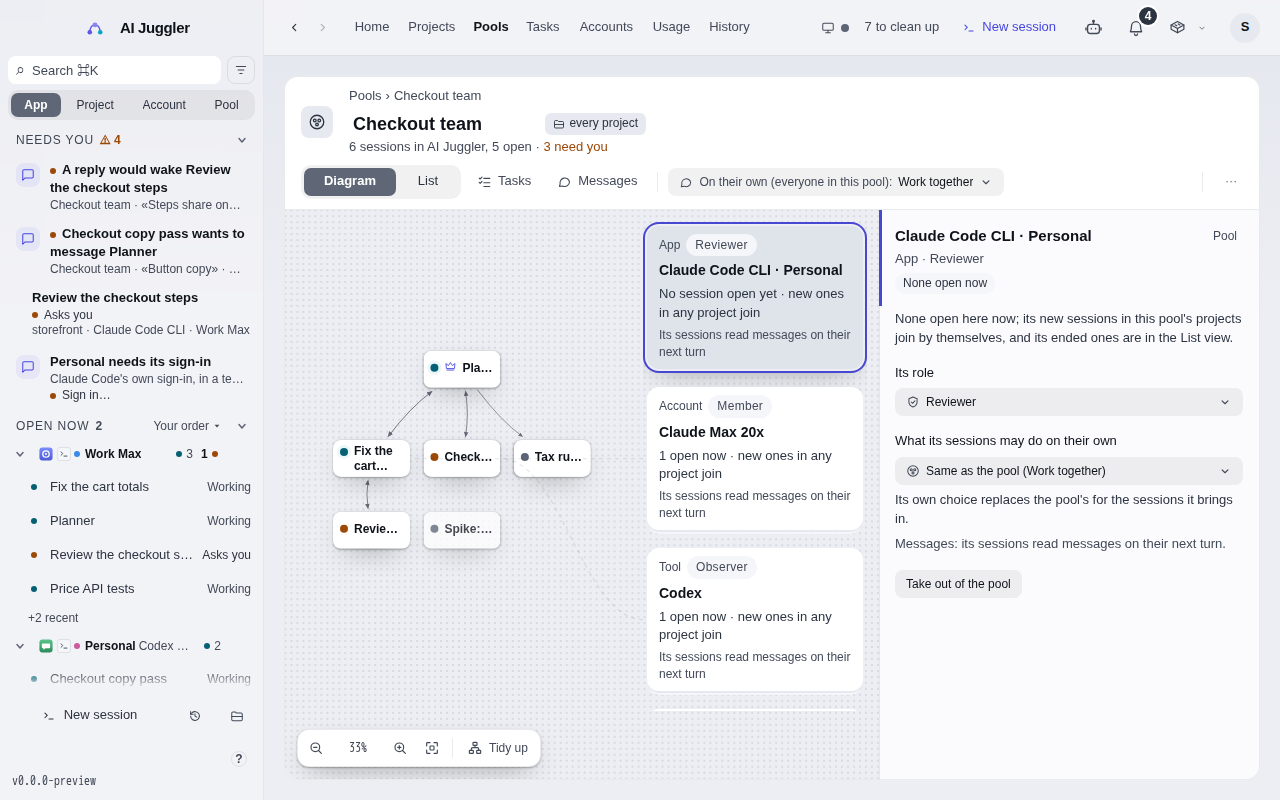 AI Juggler
Search ⌘K
App
Project
Account
Pool
NEEDS YOU
4
A reply would wake Review the checkout steps
Checkout team · «Steps share on…
Checkout copy pass wants to message Planner
Checkout team · «Button copy» · …
Review the checkout steps
Asks you
storefront · Claude Code CLI · Work Max
Personal needs its sign-in
Claude Code's own sign-in, in a te…
Sign in…
OPEN NOW 2
Your order
Work Max
3
1
Fix the cart totals
Working
Planner
Working
Review the checkout s…
Asks you
Price API tests
Working
+2 recent
Personal Codex …
2
Checkout copy pass
Working
New session
?
v0.0.0-preview
Home
Projects
Pools
Tasks
Accounts
Usage
History
7 to clean up
New session
4
S
Pools › Checkout team
Checkout team
every project
6 sessions in AI Juggler, 5 open · 3 need you
Diagram
List
Tasks
Messages
On their own (everyone in this pool): Work together
Pla…
Fix the cart…
Check…
Tax ru…
Revie…
Spike:…
App
Reviewer
Claude Code CLI · Personal
No session open yet · new ones in any project join
Its sessions read messages on their next turn
Account
Member
Claude Max 20x
1 open now · new ones in any project join
Its sessions read messages on their next turn
Tool
Observer
Codex
1 open now · new ones in any project join
Its sessions read messages on their next turn
33%
Tidy up
Claude Code CLI · Personal
Pool
App · Reviewer
None open now
None open here now; its new sessions in this pool's projects join by themselves, and its ended ones are in the List view.
Its role
Reviewer
What its sessions may do on their own
Same as the pool (Work together)
Its own choice replaces the pool's for the sessions it brings in.
Messages: its sessions read messages on their next turn.
Take out of the pool